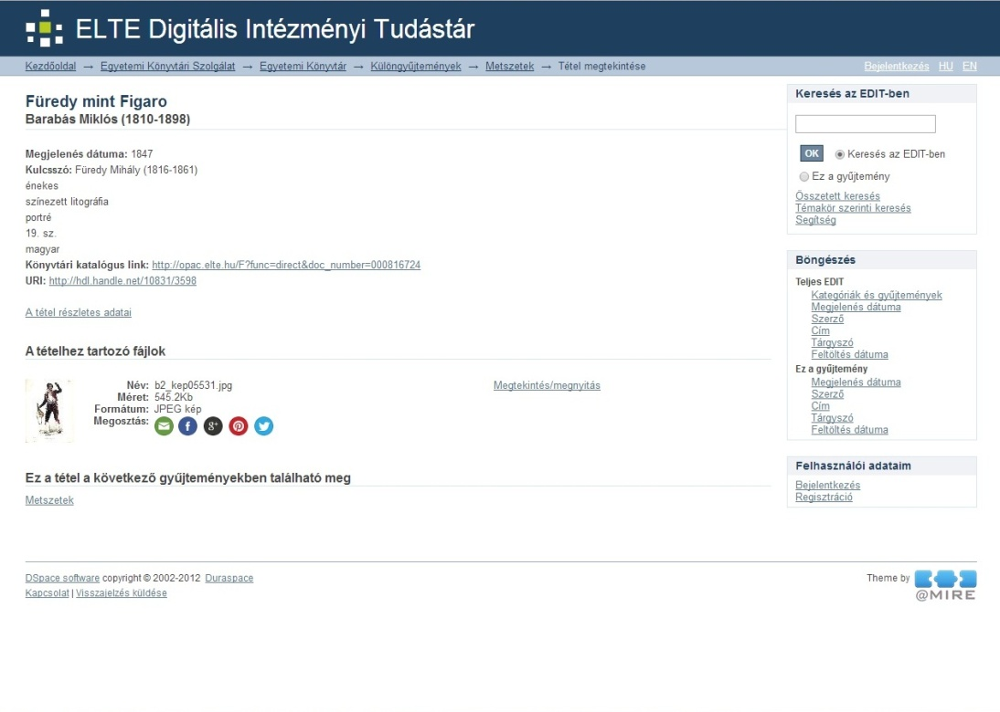 ELTE Digitális Intézményi Tudástár
Kezdőoldal → Egyetemi Könyvtári Szolgálat → Egyetemi Könyvtár → Különgyűjtemények → Metszetek → Tétel megtekintése
Bejelentkezés HU EN
Füredy mint Figaro
Barabás Miklós (1810-1898)
Megjelenés dátuma: 1847
Kulcsszó: Füredy Mihály (1816-1861)
énekes
színezett litográfia
portré
19. sz.
magyar
Könyvtári katalógus link: http://opac.elte.hu/F?func=direct&doc_number=000816724
URI: http://hdl.handle.net/10831/3598
A tétel részletes adatai
A tételhez tartozó fájlok
Név: b2_kep05531.jpg
Méret: 545.2Kb
Formátum: JPEG kép
Megosztás:
Megtekintés/megnyitás
Ez a tétel a következő gyűjteményekben található meg
Metszetek
Keresés az EDIT-ben
OK Keresés az EDIT-ben
Ez a gyűjtemény
Összetett keresés
Témakör szerinti keresés
Segítség
Böngészés
Teljes EDIT
Kategóriák és gyűjtemények
Megjelenés dátuma
Szerző
Cím
Tárgyszó
Feltöltés dátuma
Ez a gyűjtemény
Megjelenés dátuma
Szerző
Cím
Tárgyszó
Feltöltés dátuma
Felhasználói adataim
Bejelentkezés
Regisztráció
DSpace software copyright © 2002-2012 Duraspace
Kapcsolat | Visszajelzés küldése
Theme by
@MIRE